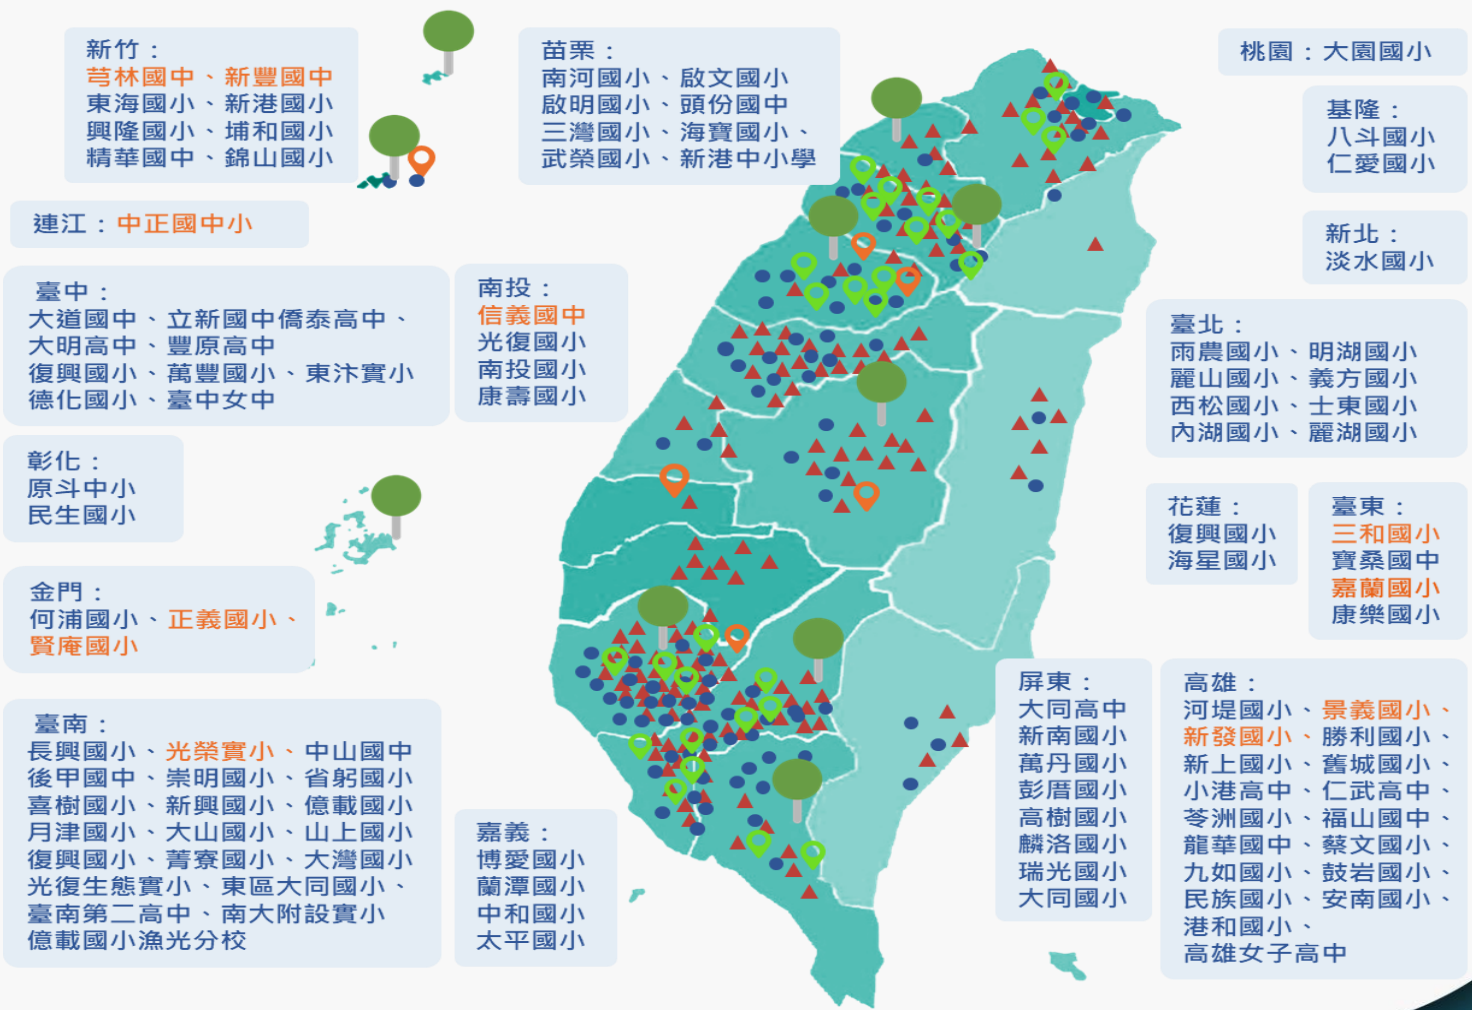 新竹：
芎林國中、新豐國中
東海國小、新港國小
興隆國小、埔和國小
精華國中、錦山國小
苗栗：
南河國小、啟文國小
啟明國小、頭份國中
三灣國小、海寶國小、
武榮國小、新港中小學
桃園：大園國小
基隆：
八斗國小
仁愛國小
新北：
淡水國小
連江：中正國中小
臺中：
大道國中、立新國中僑泰高中、
大明高中、豐原高中
復興國小、萬豐國小、東汴實小
德化國小、臺中女中
南投：
信義國中
光復國小
南投國小
康壽國小
臺北：
雨農國小、明湖國小
麗山國小、義方國小
西松國小、士東國小
內湖國小、麗湖國小
彰化：
原斗中小
民生國小
花蓮：
復興國小
海星國小
臺東：
三和國小
寶桑國中
嘉蘭國小
康樂國小
金門：
何浦國小、正義國小、
賢庵國小
臺南：
長興國小、光榮實小、中山國中
後甲國中、崇明國小、省躬國小
喜樹國小、新興國小、億載國小
月津國小、大山國小、山上國小
復興國小、菁寮國小、大灣國小
光復生態實小、東區大同國小、
臺南第二高中、南大附設實小
億載國小漁光分校
嘉義：
博愛國小
蘭潭國小
中和國小
太平國小
屏東：
大同高中
新南國小
萬丹國小
彭厝國小
高樹國小
麟洛國小
瑞光國小
大同國小
高雄：
河堤國小、景義國小、
新發國小、勝利國小、
新上國小、舊城國小、
小港高中、仁武高中、
苓洲國小、福山國中、
龍華國中、蔡文國小、
九如國小、鼓岩國小、
民族國小、安南國小、
港和國小、
高雄女子高中